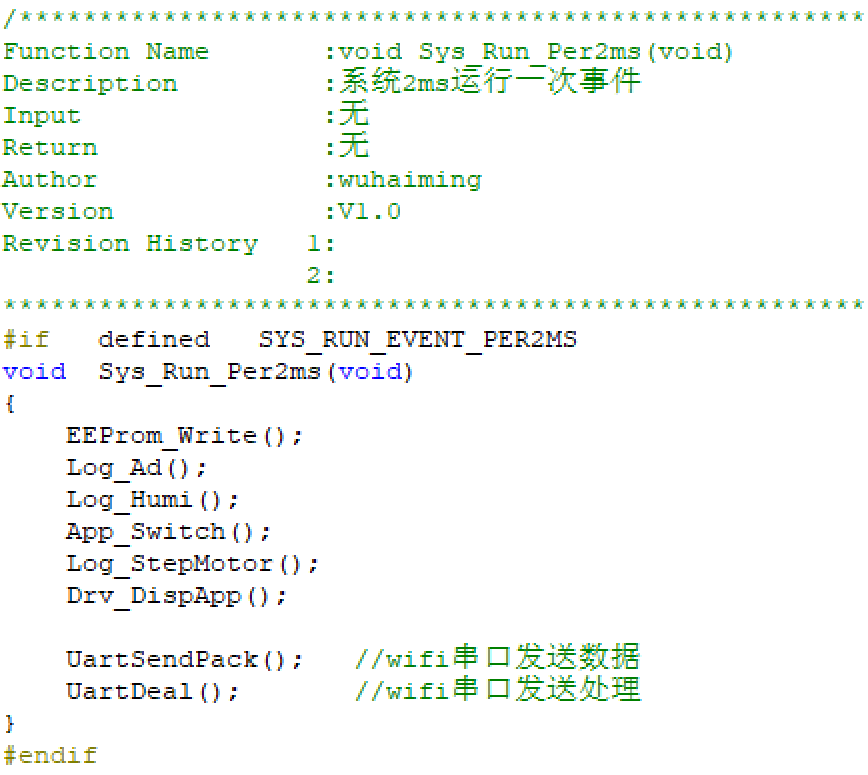 /*****************************************************
Function Name       :void Sys_Run_Per2ms(void)
Description         :系统2ms运行一次事件
Input               :无
Return              :无
Author              :wuhaiming
Version             :V1.0
Revision History   1:
                   2:
******************************************************
#if   defined   SYS_RUN_EVENT_PER2MS
void  Sys_Run_Per2ms(void)
{
    EEProm_Write();
    Log_Ad();
    Log_Humi();
    App_Switch();
    Log_StepMotor();
    Drv_DispApp();

    UartSendPack();   //wifi串口发送数据
    UartDeal();       //wifi串口发送处理
}
#endif